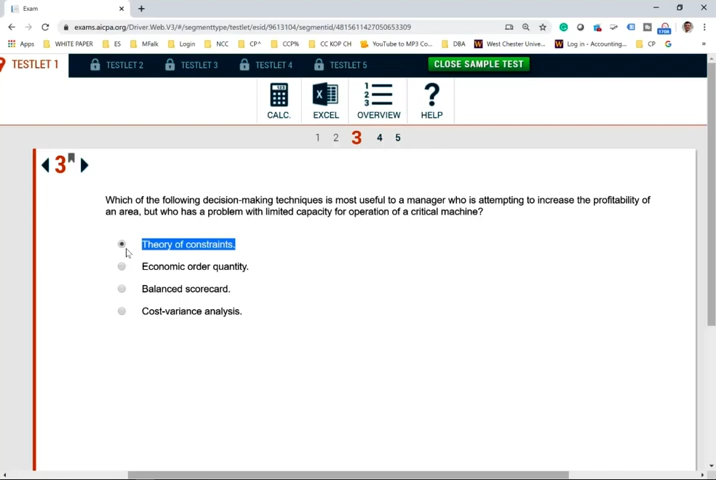 Exam
exams.aicpa.org/Driver.Web.V3/#/segmenttype/testlet/esid/9613104/segmentid/4815611427050653309
Apps WHITE PAPER ES MFalk Login CP^ CCP% CC KOP CH YouTube to MP3 Co... DBA West Chester Unive... Log in - Accounting... CP
TESTLET 1 TESTLET 2 TESTLET 3 TESTLET 4 TESTLET 5 CLOSE SAMPLE TEST
CALC. EXCEL OVERVIEW HELP
1 2 3 4 5
3
Which of the following decision-making techniques is most useful to a manager who is attempting to increase the profitability of
an area, but who has a problem with limited capacity for operation of a critical machine?
Theory of constraints.
Economic order quantity.
Balanced scorecard.
Cost-variance analysis.